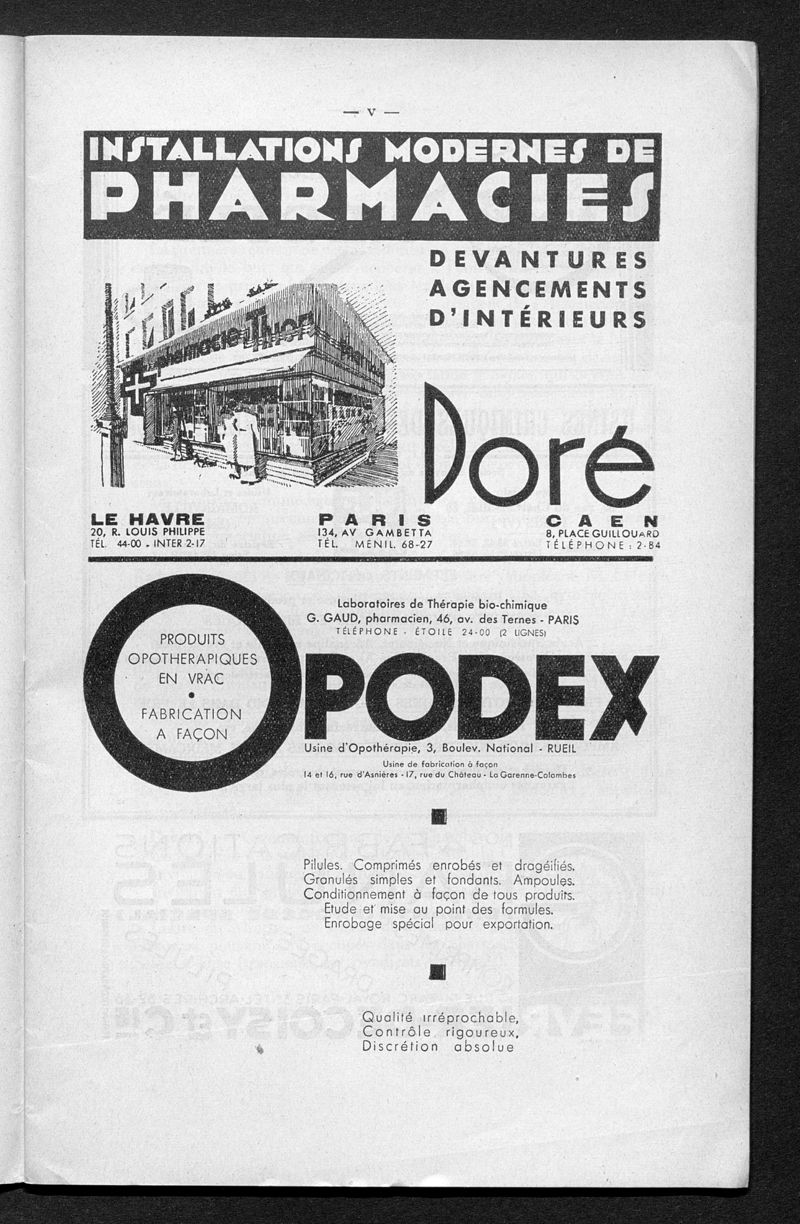 — V —
INSTALLATIONS MODERNES DE
PHARMACIES
DEVANTURES
AGENCEMENTS
D'INTÉRIEURS
pharmacie Thion
Doré
LE HAVRE
20, R. LOUIS PHILIPPE
TÉL. 44-00 - INTER 2-17
PARIS
134, AV GAMBETTA
TÉL. MÉNIL. 68-27
CAEN
8, PLACE GUILLOUARD
TÉLÉPHONE : 2-84
Laboratoires de Thérapie bio-chimique
G. GAUD, pharmacien, 46, av. des Ternes - PARIS
TÉLÉPHONE - ÉTOILE 24-00 (2 LIGNES)
PRODUITS
OPOTHERAPIQUES
EN VRAC
•
FABRICATION
A FAÇON
OPODEX
Usine d'Opothérapie, 3, Boulev. National - RUEIL
Usine de fabrication à façon
14 et 16, rue d'Asnières - 17, rue du Château - La Garenne-Colombes
Pilules. Comprimés enrobés et dragéifiés.
Granulés simples et fondants. Ampoules.
Conditionnement à façon de tous produits.
Etude et mise au point des formules.
Enrobage spécial pour exportation.
Qualité irréprochable,
Contrôle rigoureux,
Discrétion absolue